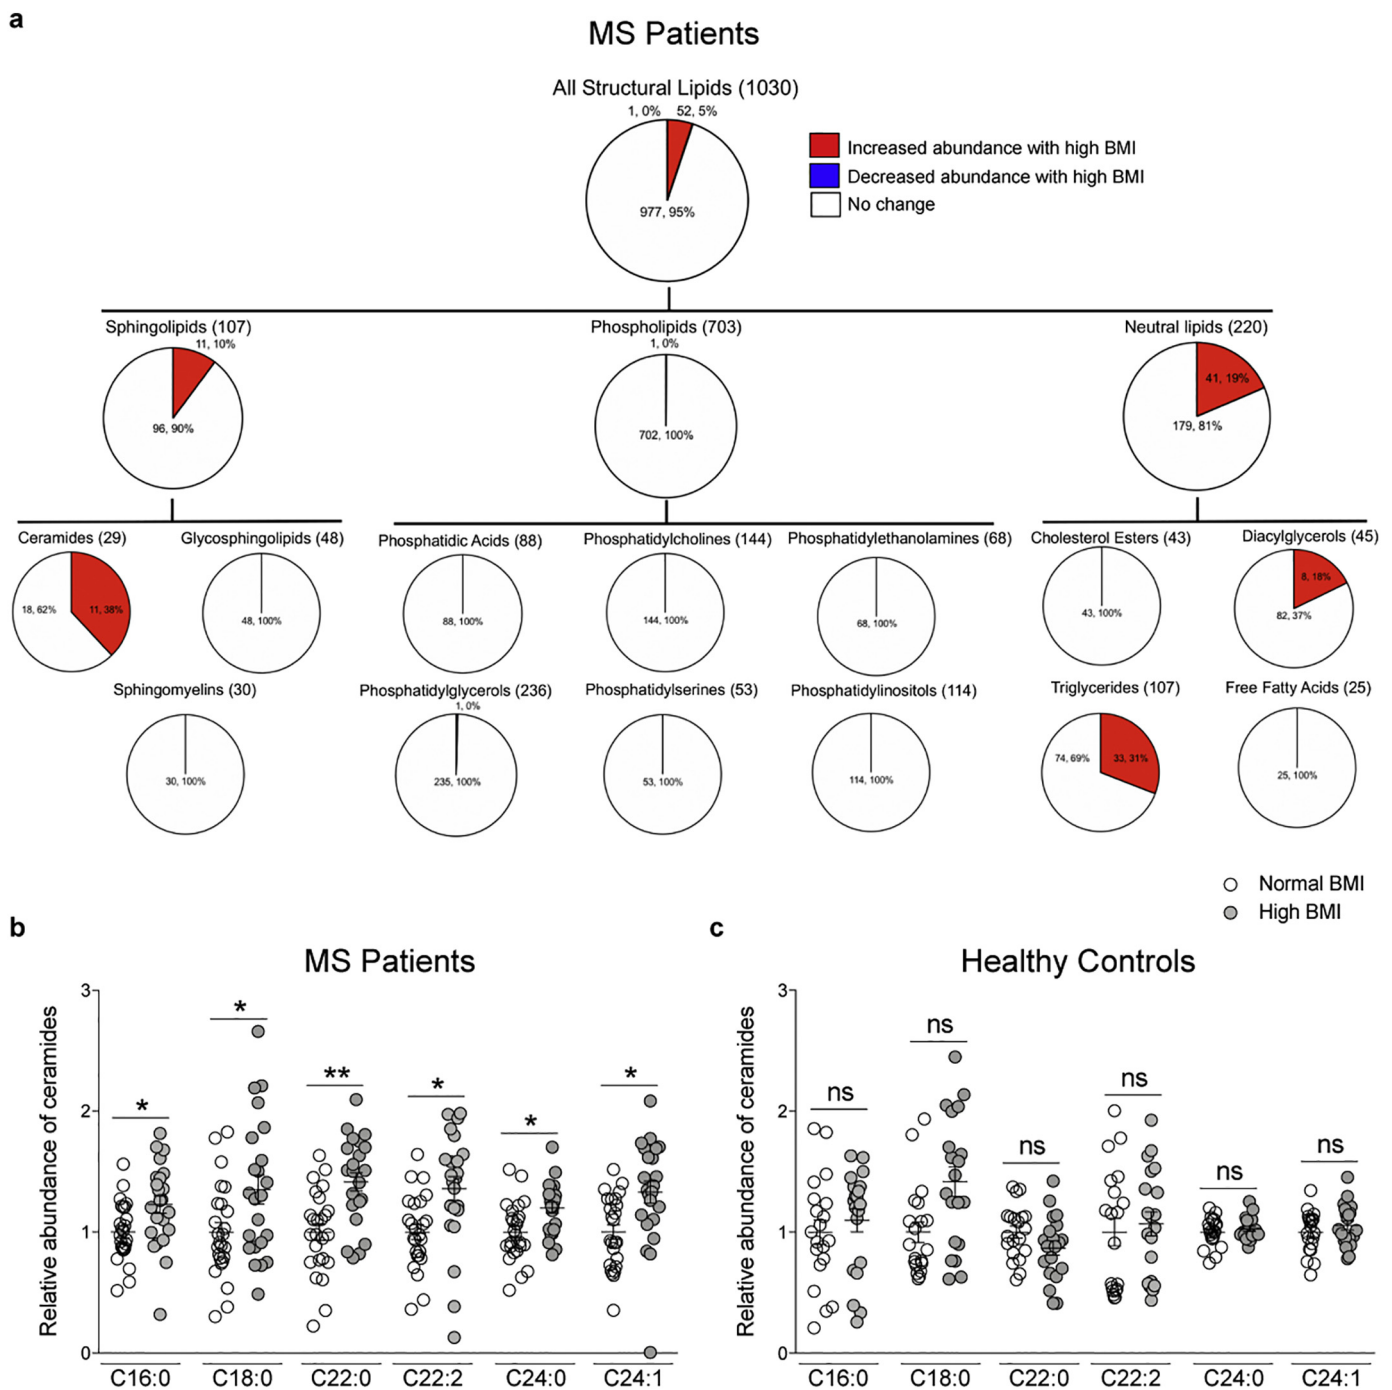 a
MS Patients
All Structural Lipids (1030)
1, 0% 52, 5%
977, 95%
Increased abundance with high BMI
Decreased abundance with high BMI
No change
Sphingolipids (107)
11, 10%
96, 90%
Phospholipids (703)
1, 0%
702, 100%
Neutral lipids (220)
41, 19%
179, 81%
Ceramides (29)
18, 62%
11, 38%
Glycosphingolipids (48)
48, 100%
Phosphatidic Acids (88)
88, 100%
Phosphatidylcholines (144)
144, 100%
Phosphatidylethanolamines (68)
68, 100%
Cholesterol Esters (43)
43, 100%
Diacylglycerols (45)
8, 18%
82, 37%
Sphingomyelins (30)
30, 100%
Phosphatidylglycerols (236)
1, 0%
235, 100%
Phosphatidylserines (53)
53, 100%
Phosphatidylinositols (114)
114, 100%
Triglycerides (107)
74, 69%
33, 31%
Free Fatty Acids (25)
25, 100%
Normal BMI
High BMI
b
MS Patients
Relative abundance of ceramides
3
2
1
0
* * ** * * *
C16:0 C18:0 C22:0 C22:2 C24:0 C24:1
c
Healthy Controls
Relative abundance of ceramides
3
2
1
0
ns ns ns ns ns ns
C16:0 C18:0 C22:0 C22:2 C24:0 C24:1